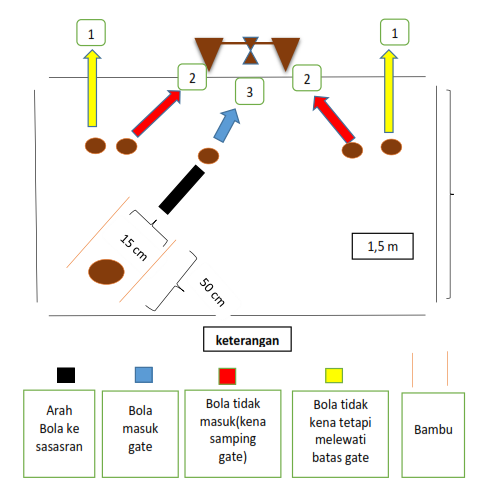 1
1
2
2
3
15 cm
50 cm
1,5 m
keterangan
Arah
Bola ke
sasasran
Bola
masuk
gate
Bola tidak
masuk(kena
samping
gate)
Bola tidak
kena tetapi
melewati
batas gate
Bambu